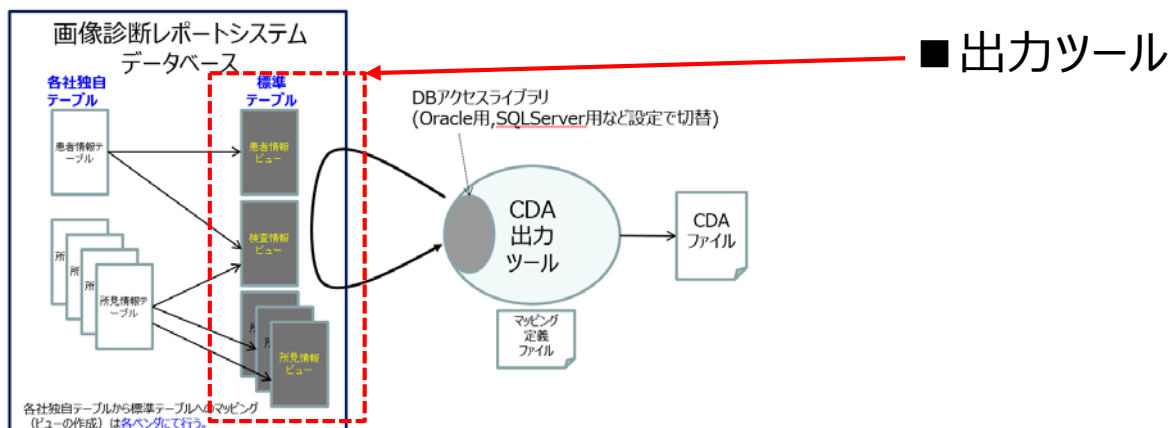 画像診断レポートシステム
データベース
■出力ツール
各社独自
テーブル
標準
テーブル
DBアクセスライブラリ
(Oracle用,SQLServer用など設定で切替)
患者情報テ
ーブル
患者情報
ビュー
検査情報
ビュー
所
所
所
所見情報テ
ーブル
所
所
所見情報
ビュー
CDA
出力
ツール
CDA
ファイル
マッピング
定義
ファイル
各社独自テーブルから標準テーブルへのマッピング
(ビューの作成)は各ベンダにて行う。